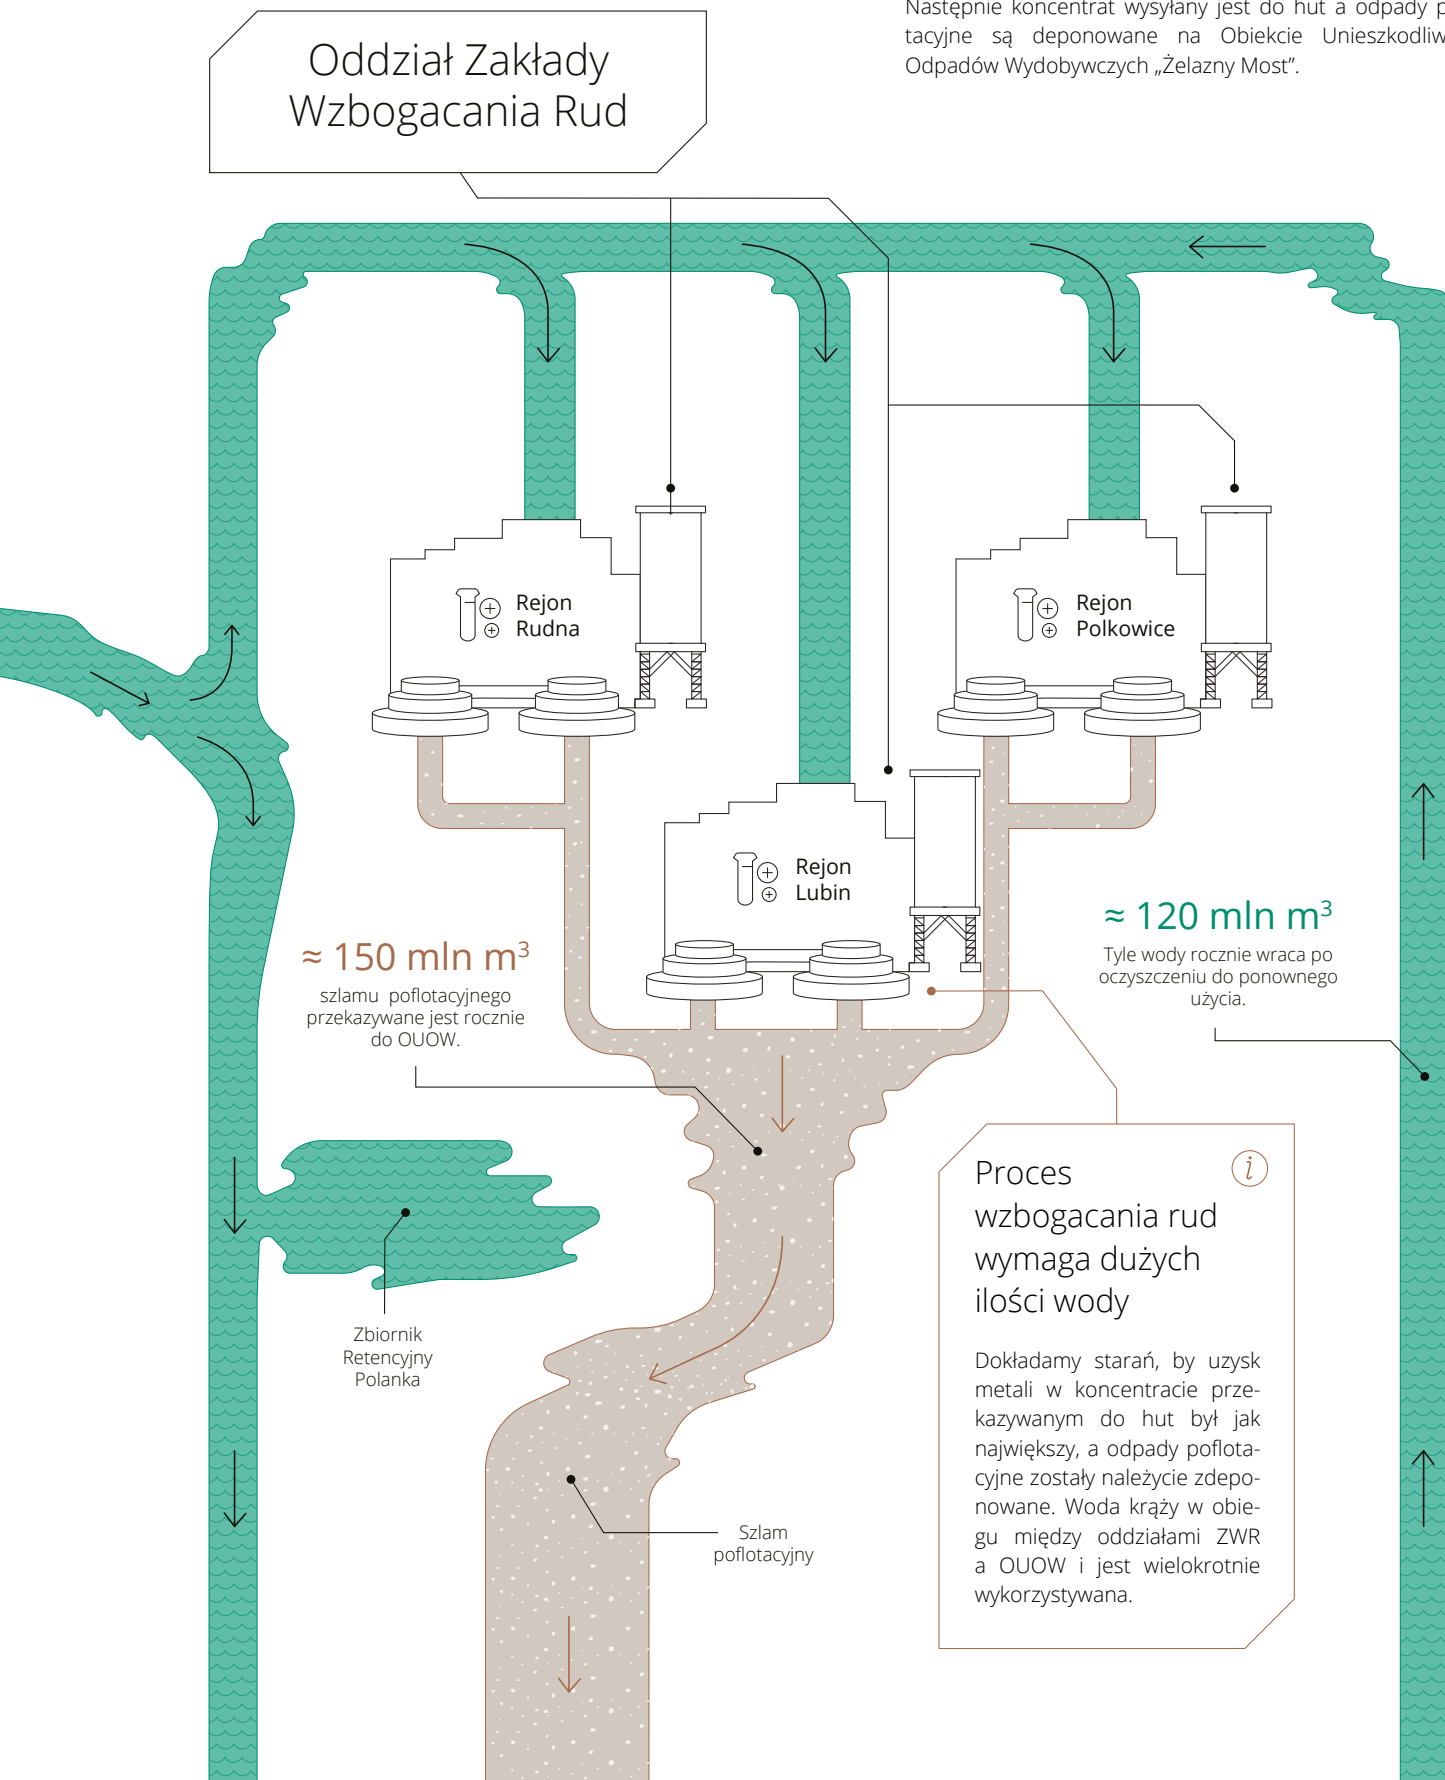 Następnie koncentrat wysyłany jest do hut a odpady
tacyjne są deponowane na Obiekcie
Odpadów Wydobywczych „Żelazny Most”.
Oddział Zakłady
Wzbogacania Rud
Rejon
Rudna
Rejon
Polkowice
Rejon
Lubin
≈ 150 mln m³
szlamu poflotacyjnego
przekazywane jest rocznie
do OUOW.
≈ 120 mln m³
Tyle wody rocznie wraca po
oczyszczeniu do ponownego
użycia.
Zbiornik
Retencyjny
Polanka
Szlam
poflotacyjny
i
Proces
wzbogacania rud
wymaga dużych
ilości wody
Dokładamy starań, by uzysk
metali w koncentracie prze-
kazywanym do hut był jak
największy, a odpady poflota-
cyjne zostały należycie zdepo-
nowane. Woda krąży w obie-
gu między oddziałami ZWR
a OUOW i jest wielokrotnie
wykorzystywana.